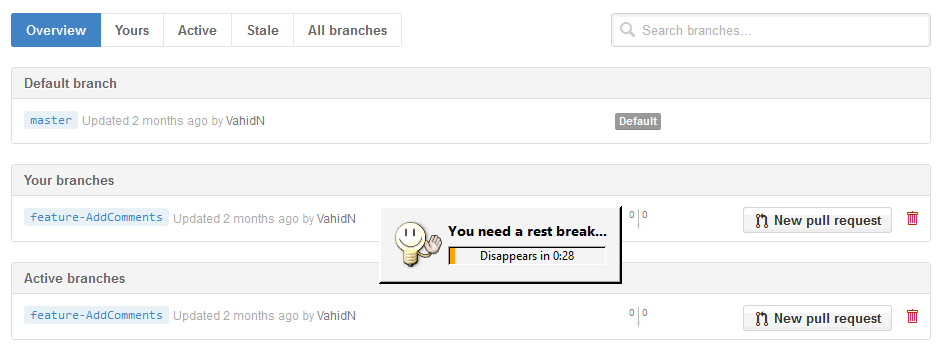 Overview Yours Active Stale All branches Search branches...
Default branch
master Updated 2 months ago by VahidN Default
Your branches
feature-AddComments Updated 2 months ago by VahidN 0 0 New pull request
You need a rest break...
Disappears in 0:28
Active branches
feature-AddComments Updated 2 months ago by VahidN 0 0 New pull request